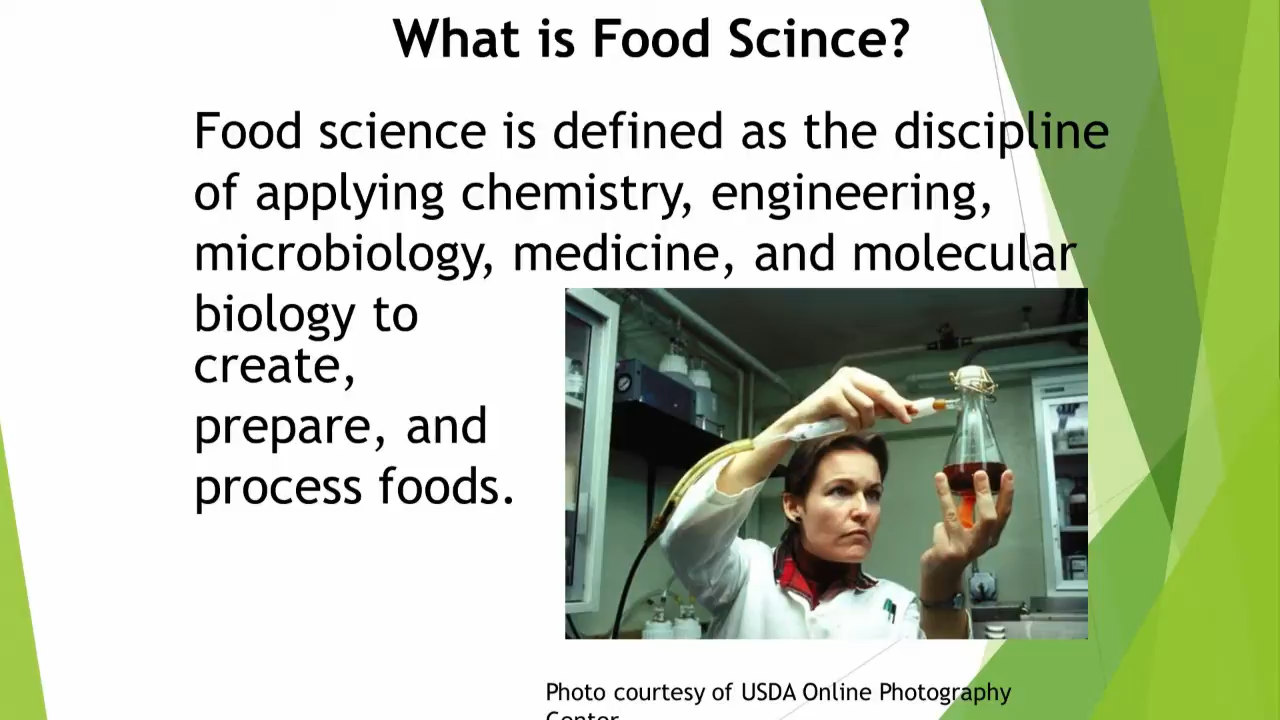 What is Food Scince?
Food science is defined as the discipline
of applying chemistry, engineering,
microbiology, medicine, and molecular
biology to
create,
prepare, and
process foods.
Photo courtesy of USDA Online Photography
Center